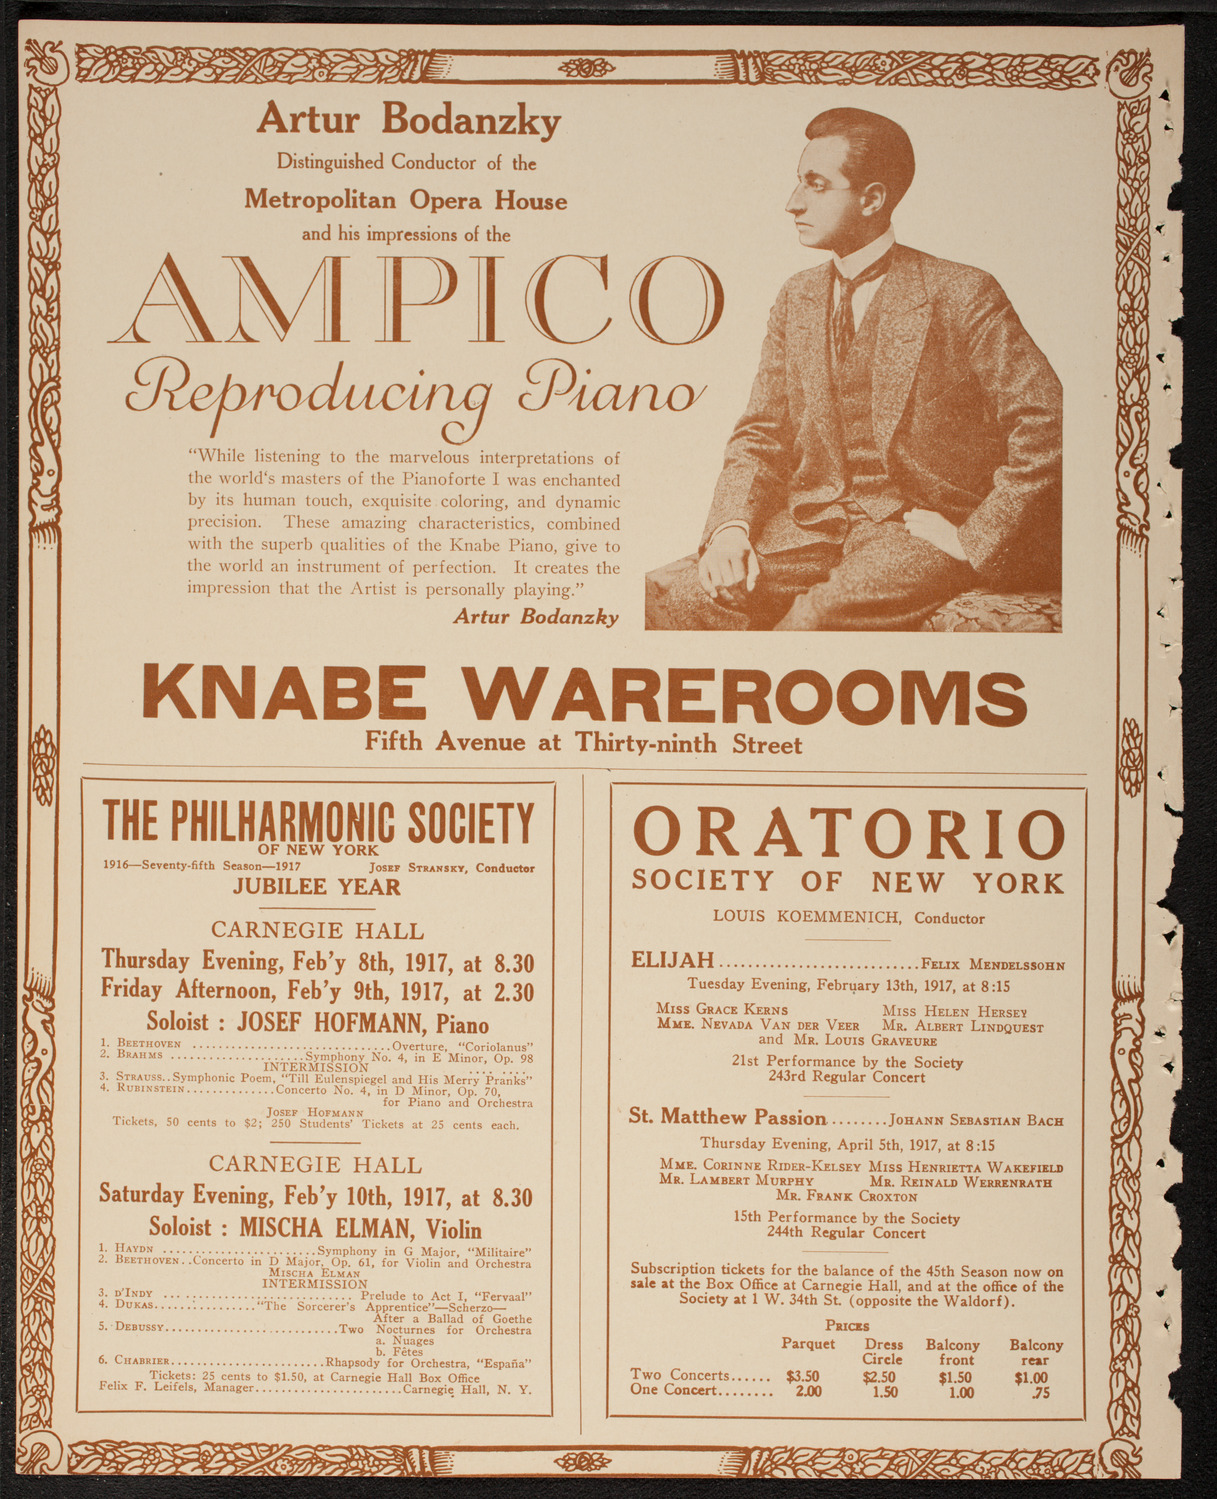 Artur Bodanzky
Distinguished Conductor of the
Metropolitan Opera House
and his impressions of the
AMPICO
Reproducing Piano
"While listening to the marvelous interpretations of
the world's masters of the Pianoforte I was enchanted
by its human touch, exquisite coloring, and dynamic
precision. These amazing characteristics, combined
with the superb qualities of the Knabe Piano, give to
the world an instrument of perfection. It creates the
impression that the Artist is personally playing."
Artur Bodanzky
KNABE WAREROOMS
Fifth Avenue at Thirty-ninth Street
THE PHILHARMONIC SOCIETY
OF NEW YORK
1916—Seventy-fifth Season—1917 JOSEF STRANSKY, Conductor
JUBILEE YEAR
CARNEGIE HALL
Thursday Evening, Feb'y 8th, 1917, at 8.30
Friday Afternoon, Feb'y 9th, 1917, at 2.30
Soloist : JOSEF HOFMANN, Piano
1. BEETHOVEN ..............................Overture, "Coriolanus"
2. BRAHMS ....................Symphony No. 4, in E Minor, Op. 98
INTERMISSION
3. STRAUSS..Symphonic Poem, "Till Eulenspiegel and His Merry Pranks"
4. RUBINSTEIN..............Concerto No. 4, in D Minor, Op. 70,
for Piano and Orchestra
JOSEF HOFMANN
Tickets, 50 cents to $2; 250 Students' Tickets at 25 cents each.
CARNEGIE HALL
Saturday Evening, Feb'y 10th, 1917, at 8.30
Soloist : MISCHA ELMAN, Violin
1. HAYDN .......................Symphony in G Major, "Militaire"
2. BEETHOVEN..Concerto in D Major, Op. 61, for Violin and Orchestra
MISCHA ELMAN
INTERMISSION
3. D'INDY ............................ Prelude to Act I, "Fervaal"
4. DUKAS...............“The Sorcerer's Apprentice”—Scherzo—
After a Ballad of Goethe
5. DEBUSSY..........................Two Nocturnes for Orchestra
a. Nuages
b. Fêtes
6. CHABRIER.......................Rhapsody for Orchestra, "España"
Tickets: 25 cents to $1.50, at Carnegie Hall Box Office
Felix F. Leifels, Manager......................Carnegie Hall, N. Y.
ORATORIO
SOCIETY OF NEW YORK
LOUIS KOEMMENICH, Conductor
ELIJAH...........................FELIX MENDELSSOHN
Tuesday Evening, February 13th, 1917, at 8:15
MISS GRACE KERNS MISS HELEN HERSEY
MME. NEVADA VAN DER VEER MR. ALBERT LINDQUEST
and MR. LOUIS GRAVEURE
21st Performance by the Society
243rd Regular Concert
St. Matthew Passion........JOHANN SEBASTIAN BACH
Thursday Evening, April 5th, 1917, at 8:15
MME. CORINNE RIDER-KELSEY MISS HENRIETTA WAKEFIELD
MR. LAMBERT MURPHY MR. REINALD WERRENRATH
MR. FRANK CROXTON
15th Performance by the Society
244th Regular Concert
Subscription tickets for the balance of the 45th Season now on
sale at the Box Office at Carnegie Hall, and at the office of the
Society at 1 W. 34th St. (opposite the Waldorf).
PRICES
Parquet Dress Circle Balcony front Balcony rear
Two Concerts...... $3.50 $2.50 $1.50 $1.00
One Concert........ 2.00 1.50 1.00 .75